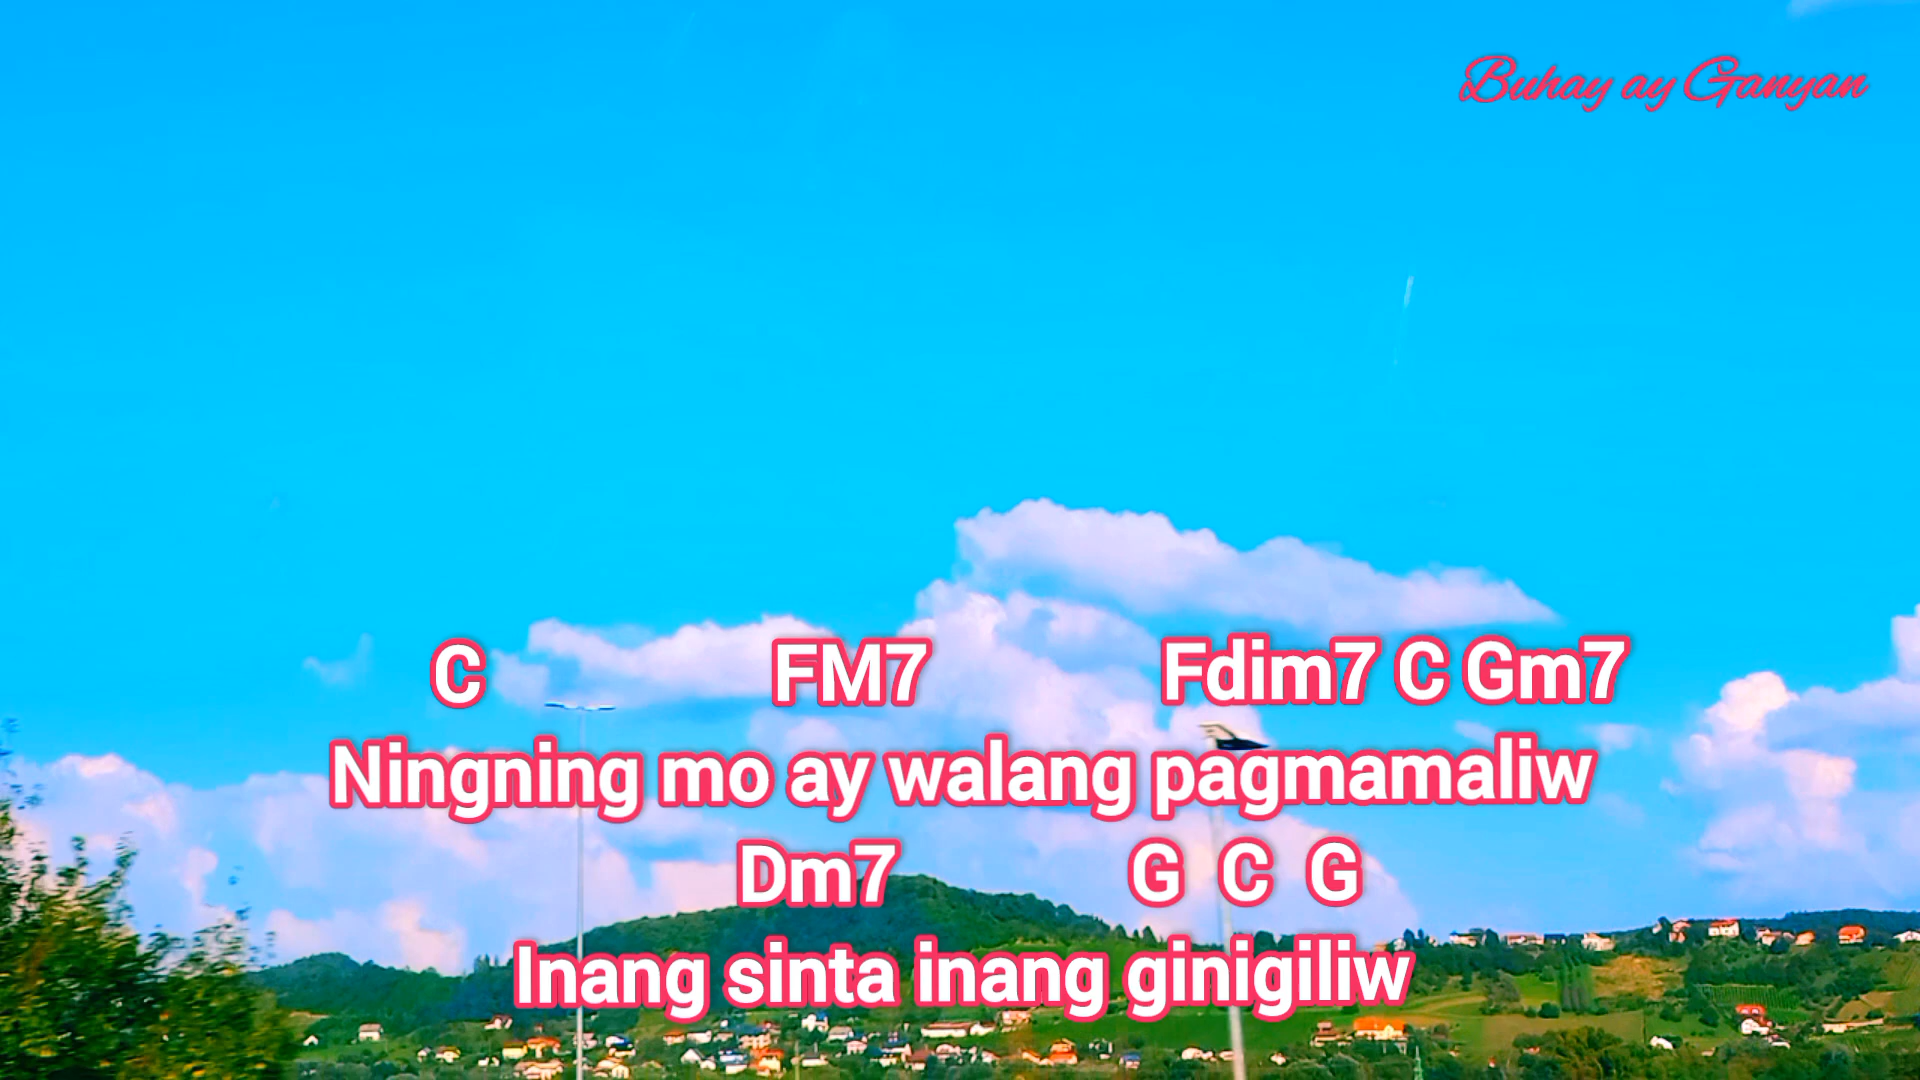 Buhay ay Ganyan
C FM7 Fdim7 C Gm7
Ningning mo ay walang pagmamaliw
Dm7 G C G
Inang sinta inang ginigiliw